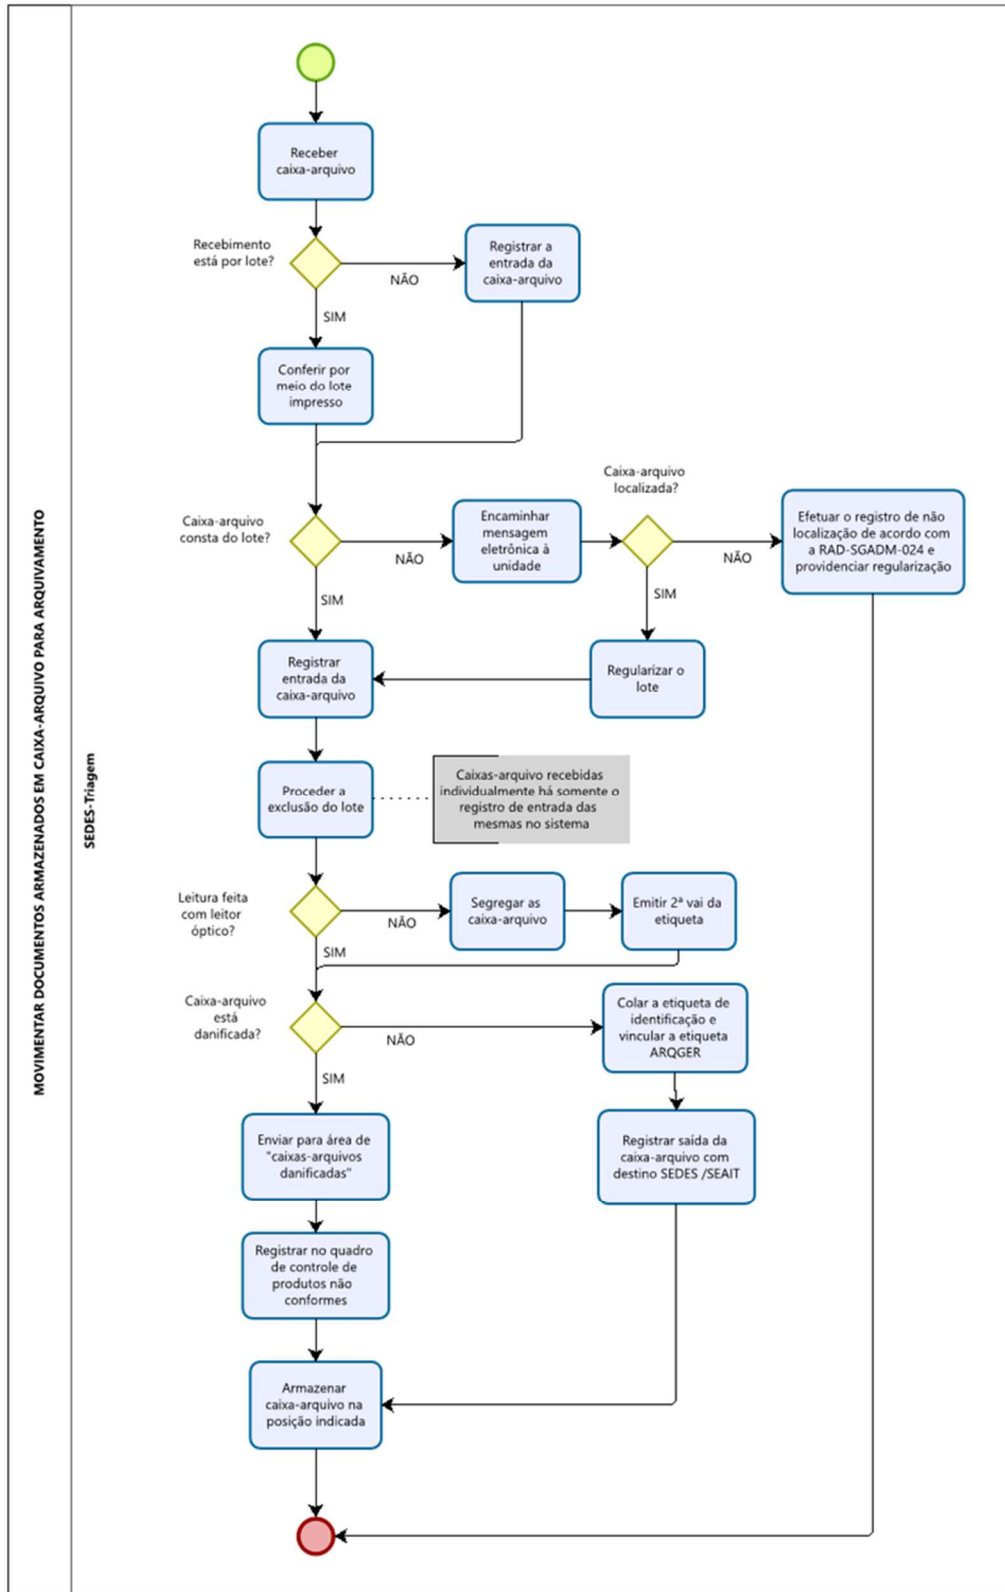 MOVIMENTAR DOCUMENTOS ARMAZENADOS EM CAIXA-ARQUIVO PARA ARQUIVAMENTO
SEDES-Triagem
Receber
caixa-arquivo
Recebimento
está por lote?
NÃO
Registrar a
entrada da
caixa-arquivo
SIM
Conferir por
meio do lote
impresso
Caixa-arquivo
consta do lote?
NÃO
Encaminhar
mensagem
eletrônica à
unidade
Caixa-arquivo
localizada?
NÃO
Efetuar o registro de não
localização de acordo com
a RAD-SGADM-024 e
providenciar regularização
SIM
SIM
Registrar
entrada da
caixa-arquivo
Regularizar o
lote
Proceder a
exclusão do lote
Caixas-arquivo recebidas
individualmente há somente o
registro de entrada das
mesmas no sistema
Leitura feita
com leitor
óptico?
NÃO
Segregar as
caixa-arquivo
Emitir 2ª vai da
etiqueta
SIM
Caixa-arquivo
está
danificada?
NÃO
Colar a etiqueta de
identificação e
vincular a etiqueta
ARQGER
SIM
Enviar para área de
"caixas-arquivos
danificadas"
Registrar saída da
caixa-arquivo com
destino SEDES /SEAIT
Registrar no quadro
de controle de
produtos não
conformes
Armazenar
caixa-arquivo na
posição indicada